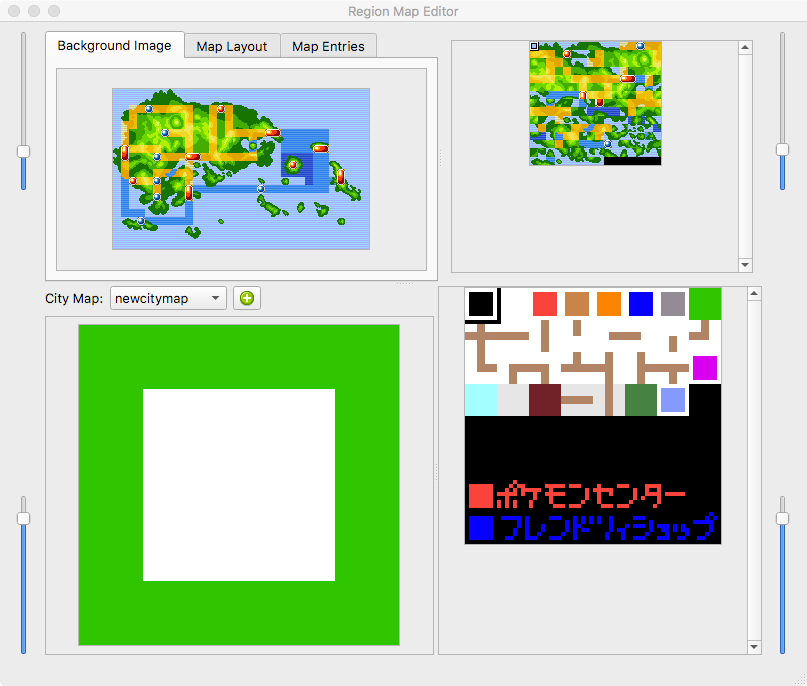 Region Map Editor
Background Image
Map Layout
Map Entries
City Map:
newcitymap
ポケモンセンター
フレンドリィショップ